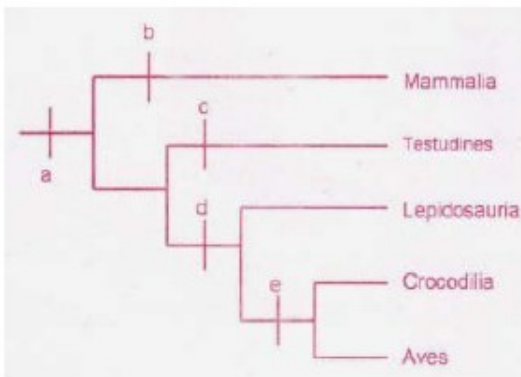 b
Mammalia
a
c
Testudines
d
Lepidosauria
e
Crocodilia
Aves